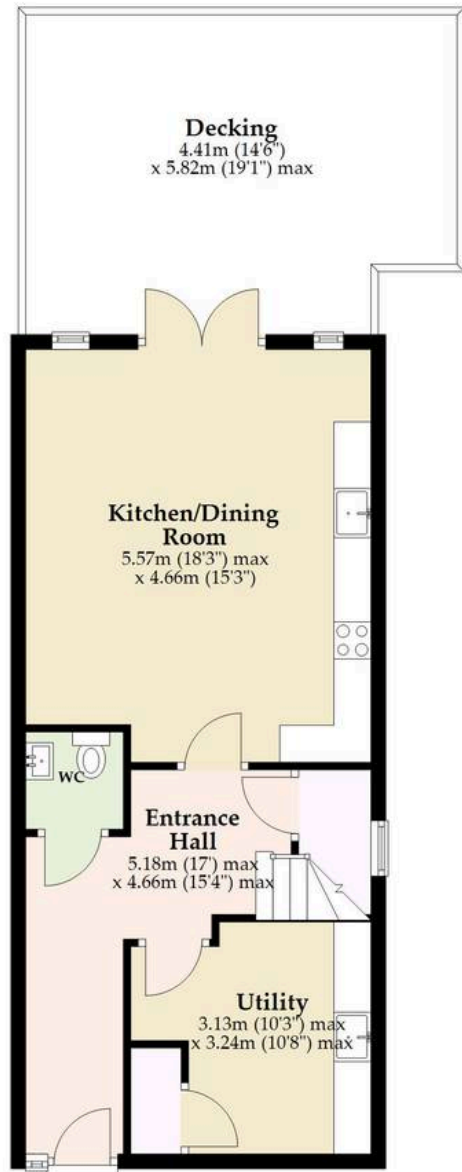 Decking
4.41m (14'6")
x 5.82m (19'1") max
Kitchen/Dining
Room
5.57m (18'3") max
x 4.66m (15'3")
WC
Entrance
Hall
5.18m (17') max
x 4.66m (15'4") max
Utility
3.13m (10'3") max
x 3.24m (10'8") max